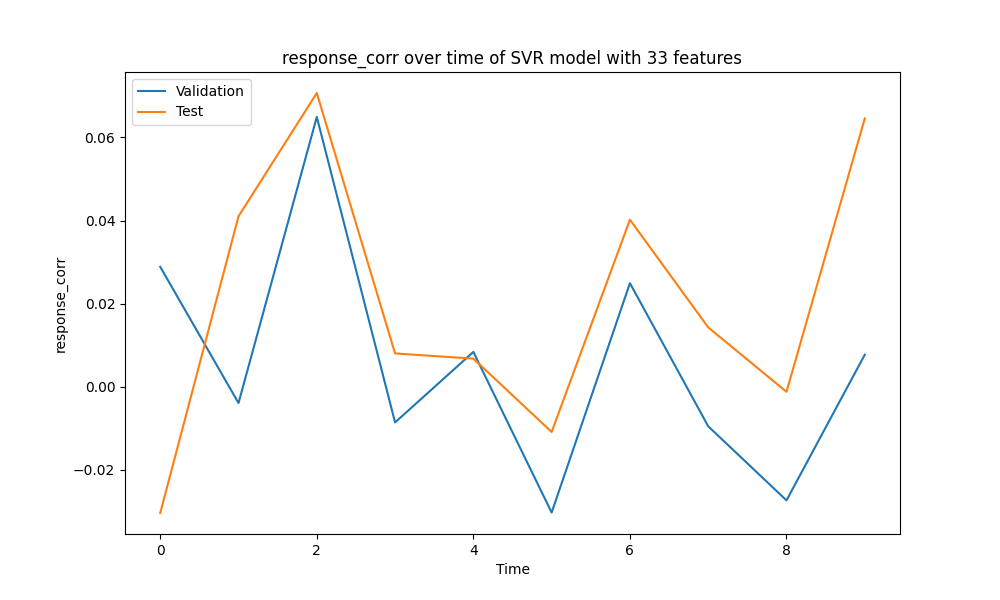 response_corr over time of SVR model with 33 features
Validation
Test
0.06
0.04
0.02
0.00
−0.02
response_corr
0 2 4 6 8
Time